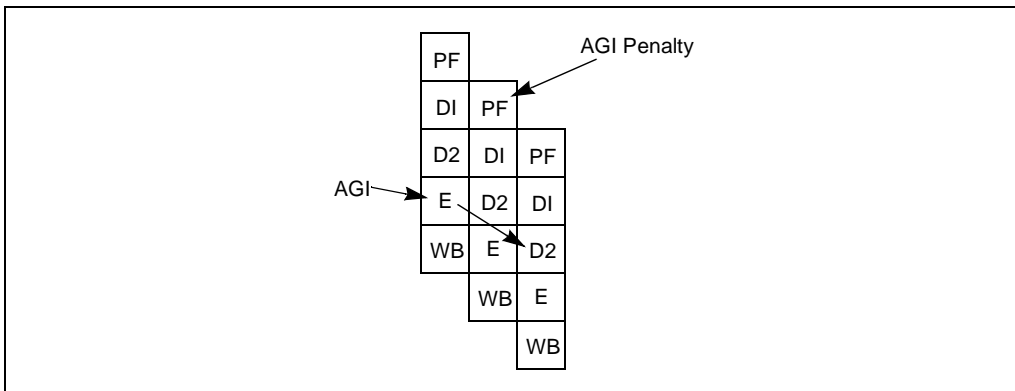 AGI Penalty
PF
DI PF
D2 DI PF
AGI E D2 DI
WB E D2
WB E
WB